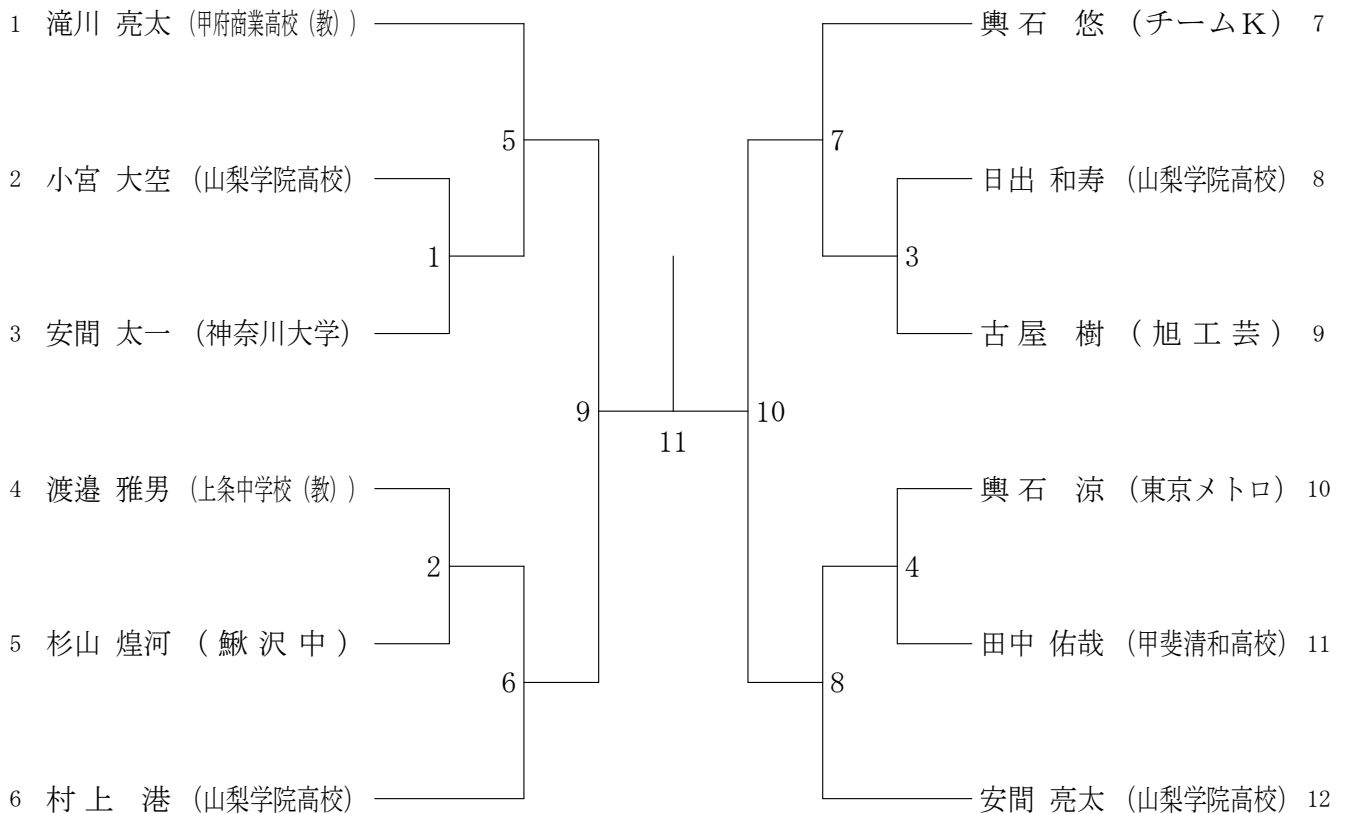 1 滝川 亮太 (甲府商業高校(教))
輿石 悠 (チームK) 7
5
7
2 小宮 大空 (山梨学院高校)
日出 和寿 (山梨学院高校) 8
1
3
3 安間 太一 (神奈川大学)
古屋 樹 (旭工芸) 9
9
10
11
4 渡邉 雅男 (上条中学校(教))
輿石 涼 (東京メトロ) 10
2
4
5 杉山 煌河 (鰍沢中)
田中 佑哉 (甲斐清和高校) 11
6
8
6 村上 港 (山梨学院高校)
安間 亮太 (山梨学院高校) 12